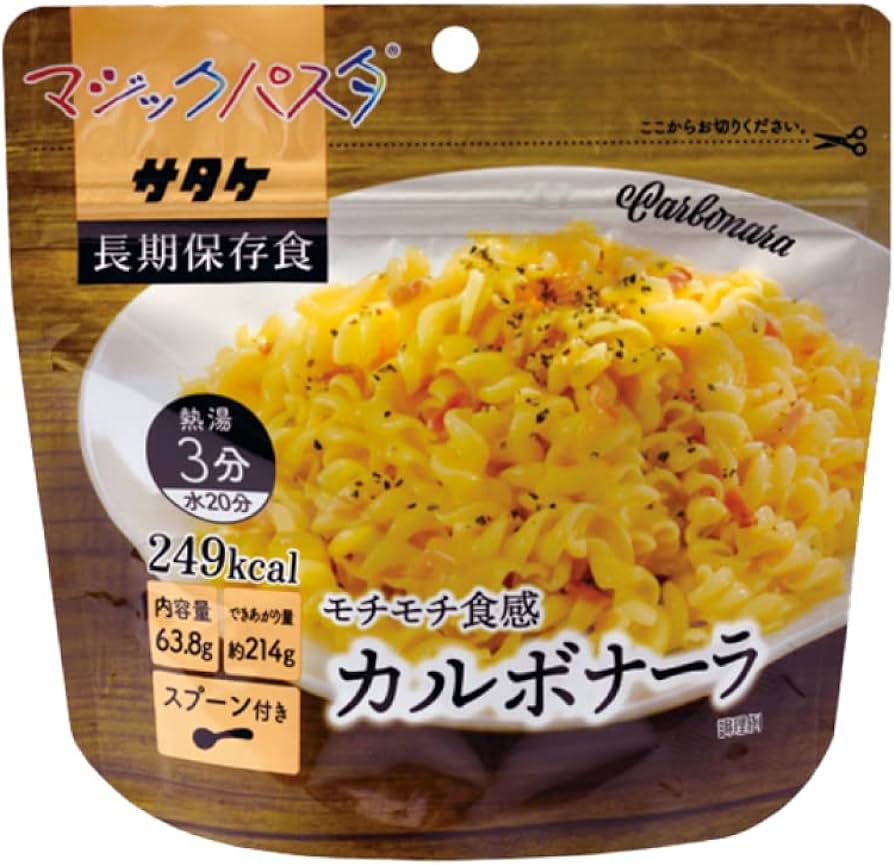 マジックパスタ®
サタケ
長期保存食
ここからお切りください。
Carbonara
熱湯
3分
水20分
249kcal
内容量
63.8g
できあがり量
約214g
スプーン付き
モチモチ食感
カルボナーラ
調理例